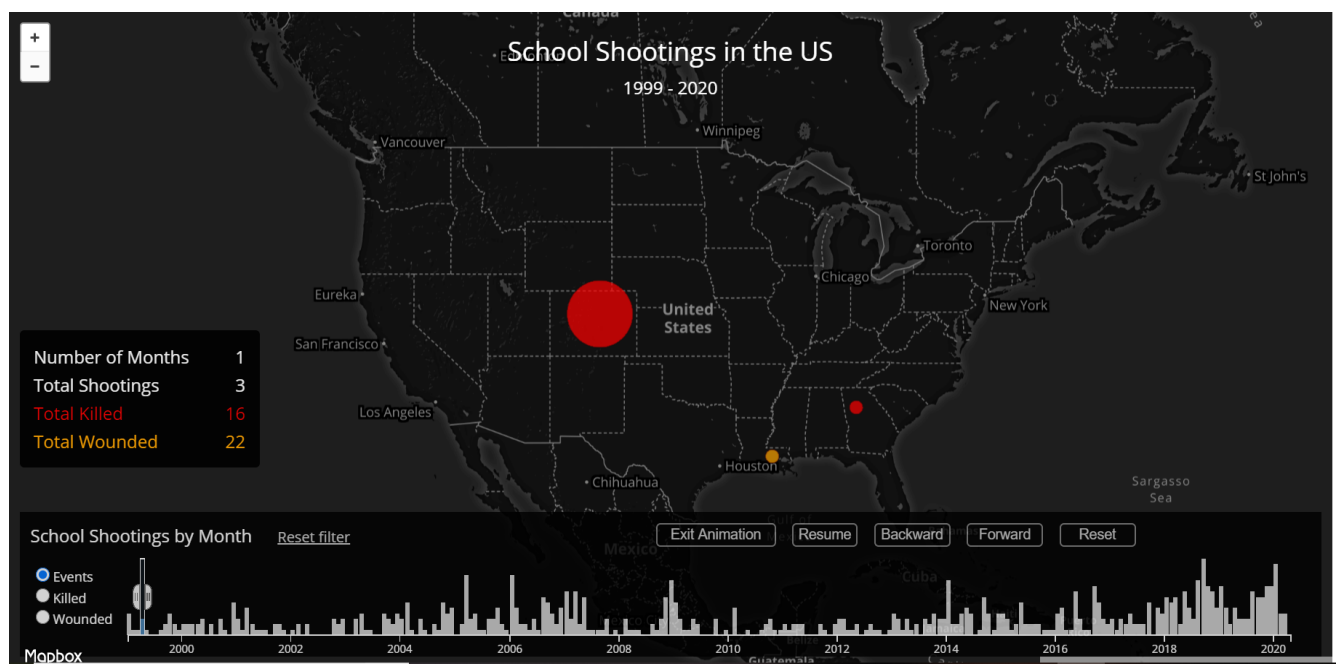 Canada
+
−
School Shootings in the US
Edmonton
1999 - 2020
Winnipeg
Vancouver
St John's
Toronto
Chicago
Eureka
New York
United
States
San Francisco
Number of Months 1
Total Shootings 3
Total Killed 16
Total Wounded 22
Los Angeles
Houston
Chihuahua
Sargasso
Sea
Gulf of
School Shootings by Month Reset filter
Exit Animation Resume Backward Forward Reset
Mexico
Cuba
Events
Killed
Wounded
2000 2002 2004 2006 2008 2010 2012 2014 2016 2018 2020
Mapbox
Guatemala